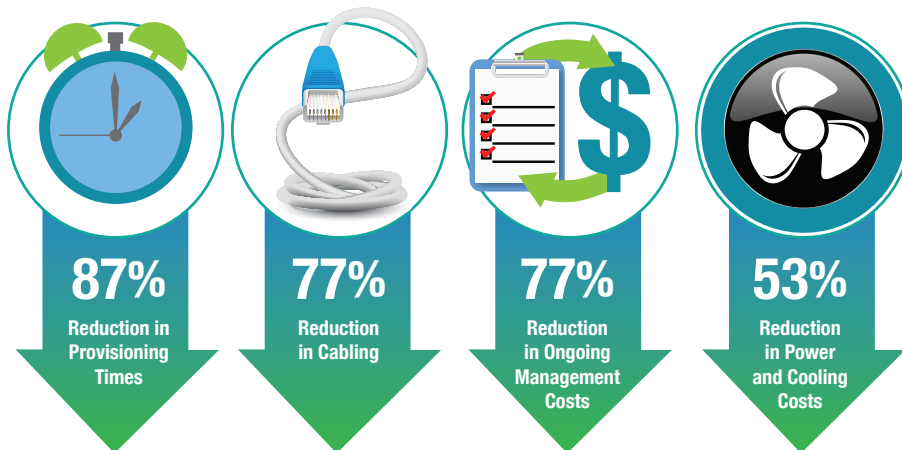 87%
Reduction in
Provisioning
Times
77%
Reduction
in Cabling
77%
Reduction
in Ongoing
Management
Costs
53%
Reduction
in Power
and Cooling
Costs